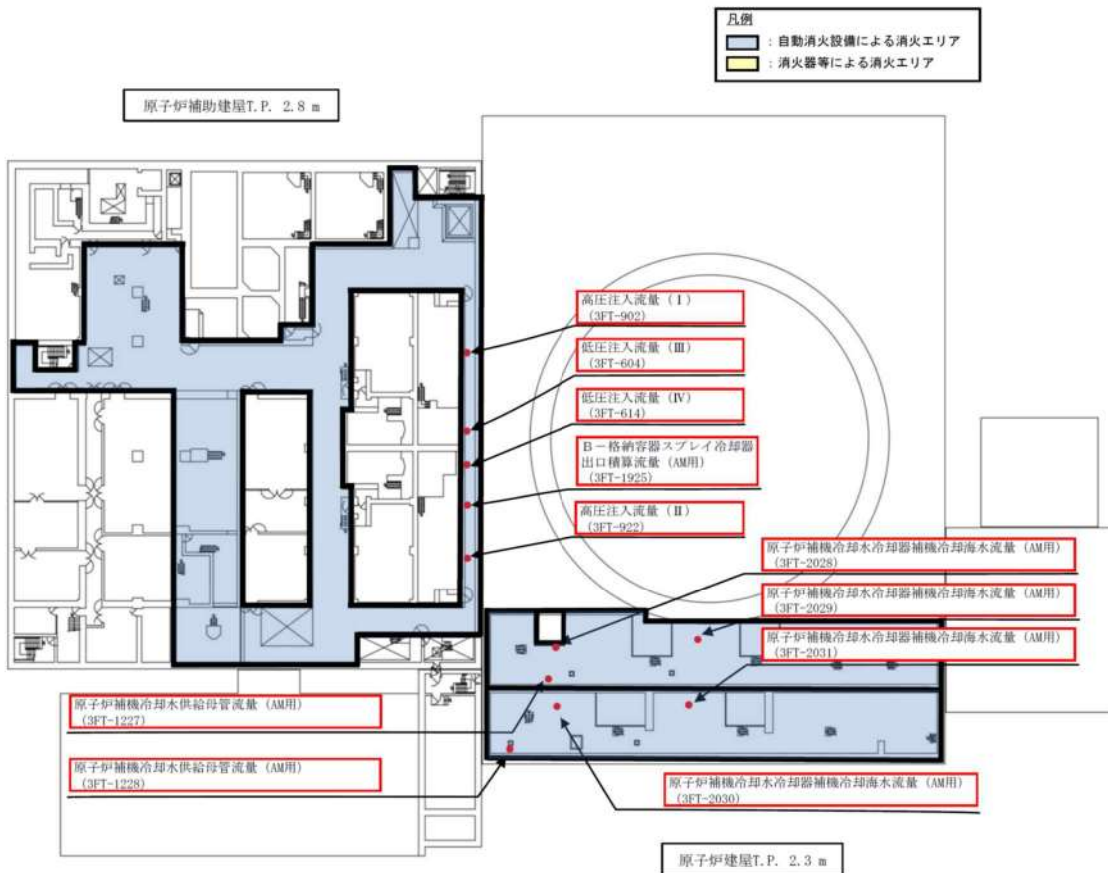 凡例
：自動消火設備による消火エリア
：消火器等による消火エリア
原子炉補助建屋T.P. 2.8 m
高圧注入流量（Ⅰ）
（3FT-902）
低圧注入流量（Ⅲ）
（3FT-604）
低圧注入流量（Ⅳ）
（3FT-614）
B－格納容器スプレイ冷却器
出口積算流量（AM用）
（3FT-1925）
高圧注入流量（Ⅱ）
（3FT-922）
原子炉補機冷却水冷却器補機冷却海水流量（AM用）
（3FT-2028）
原子炉補機冷却水冷却器補機冷却海水流量（AM用）
（3FT-2029）
原子炉補機冷却水冷却器補機冷却海水流量（AM用）
（3FT-2031）
原子炉補機冷却水供給母管流量（AM用）
（3FT-1227）
原子炉補機冷却水供給母管流量（AM用）
（3FT-1228）
原子炉補機冷却水冷却器補機冷却海水流量（AM用）
（3FT-2030）
原子炉建屋T.P. 2.3 m